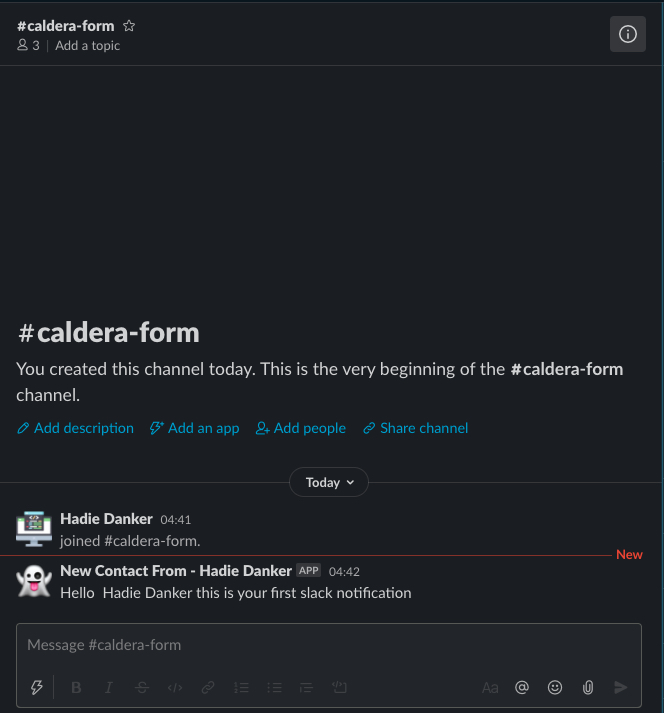 #caldera-form
3 | Add a topic
#caldera-form
You created this channel today. This is the very beginning of the #caldera-form
channel.
Add description Add an app Add people Share channel
Today
Hadie Danker 04:41
joined #caldera-form.
New
New Contact From - Hadie Danker APP 04:42
Hello  Hadie Danker this is your first slack notification
Message #caldera-form
B I S </> Aa @